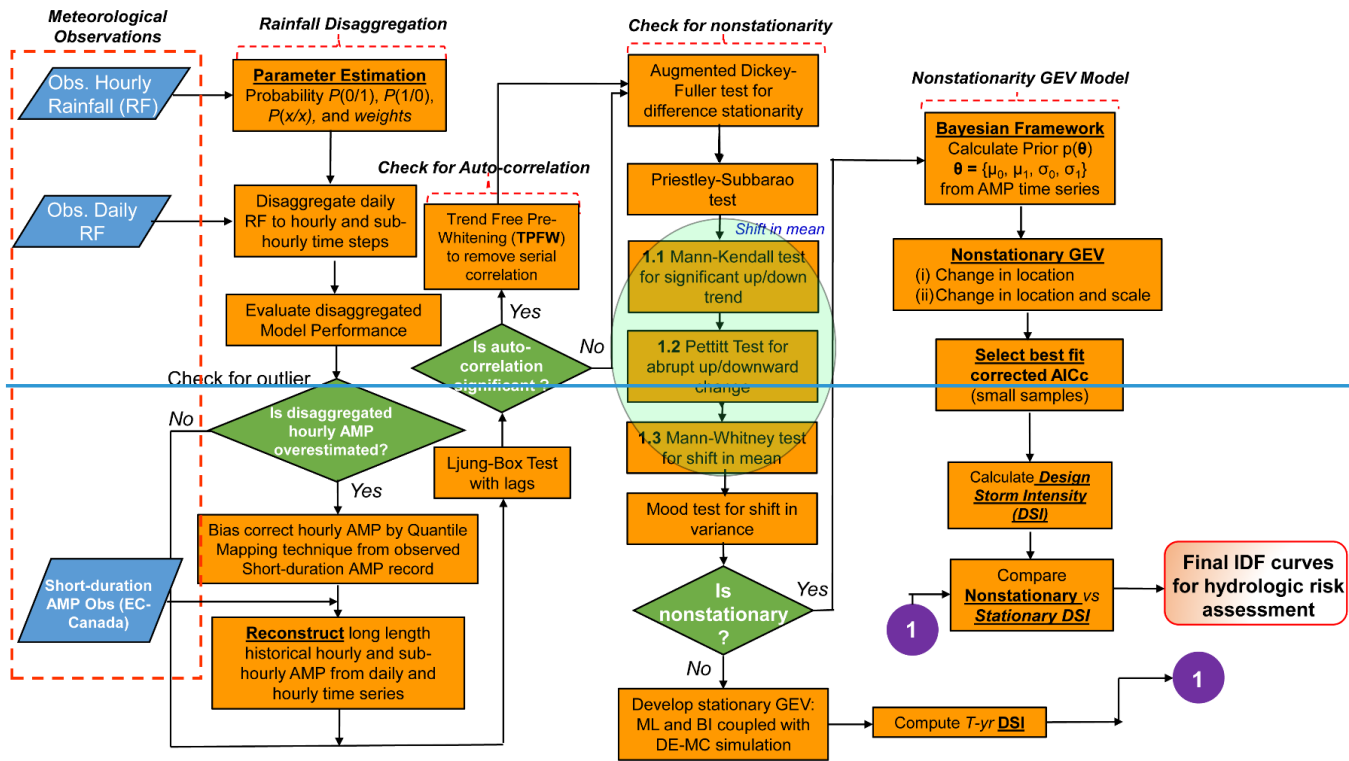 Meteorological
Observations
Obs. Hourly
Rainfall (RF)
Obs. Daily
RF
Short-duration
AMP Obs (EC-
Canada)
Rainfall Disaggregation
Parameter Estimation
Probability P(0/1), P(1/0),
P(x/x), and weights
Disaggregate daily
RF to hourly and sub-
hourly time steps
Evaluate disaggregated
Model Performance
Check for outlier
Is disaggregated
hourly AMP
overestimated?
No
Yes
Bias correct hourly AMP by Quantile
Mapping technique from observed
Short-duration AMP record
Reconstruct long length
historical hourly and sub-
hourly AMP from daily and
hourly time series
Check for Auto-correlation
Trend Free Pre-
Whitening (TPFW)
to remove serial
correlation
Yes
Is auto-
correlation
significant ?
No
Ljung-Box Test
with lags
Check for nonstationarity
Augmented Dickey-
Fuller test for
difference stationarity
Priestley-Subbarao
test
Shift in mean
1.1 Mann-Kendall test
for significant up/down
trend
1.2 Pettitt Test for
abrupt up/downward
change
1.3 Mann-Whitney test
for shift in mean
Mood test for shift in
variance
Is
nonstationary
?
Yes
No
Develop stationary GEV:
ML and BI coupled with
DE-MC simulation
Compute T-yr DSI
1
Nonstationarity GEV Model
Bayesian Framework
Calculate Prior p(θ)
θ = {μ₀, μ₁, σ₀, σ₁}
from AMP time series
Nonstationary GEV
(i) Change in location
(ii) Change in location and scale
Select best fit
corrected AICc
(small samples)
Calculate Design
Storm Intensity
(DSI)
Compare
Nonstationary vs
Stationary DSI
1
Final IDF curves
for hydrologic risk
assessment